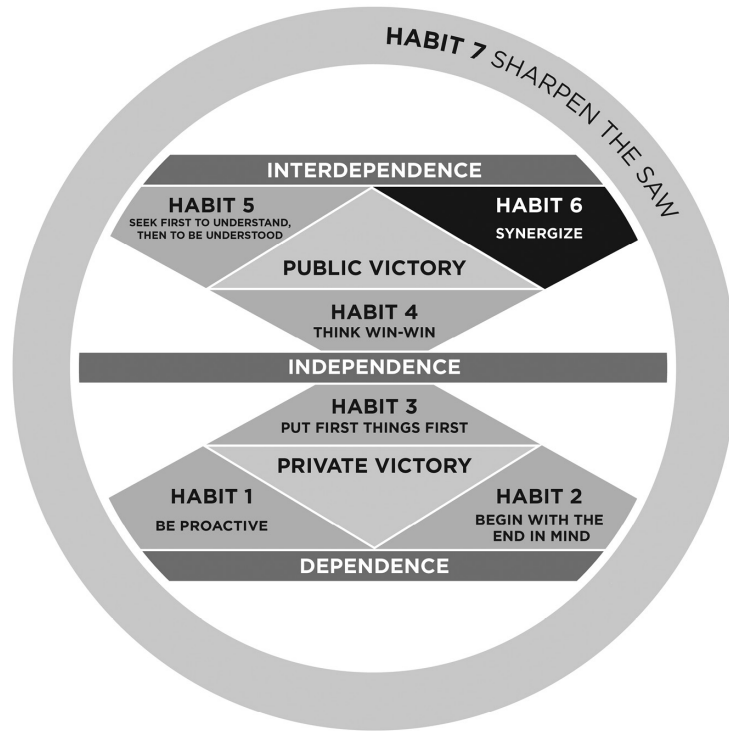 HABIT 7 SHARPEN THE SAW
INTERDEPENDENCE
HABIT 5
SEEK FIRST TO UNDERSTAND,
THEN TO BE UNDERSTOOD
HABIT 6
SYNERGIZE
PUBLIC VICTORY
HABIT 4
THINK WIN-WIN
INDEPENDENCE
HABIT 3
PUT FIRST THINGS FIRST
PRIVATE VICTORY
HABIT 1
BE PROACTIVE
HABIT 2
BEGIN WITH THE
END IN MIND
DEPENDENCE